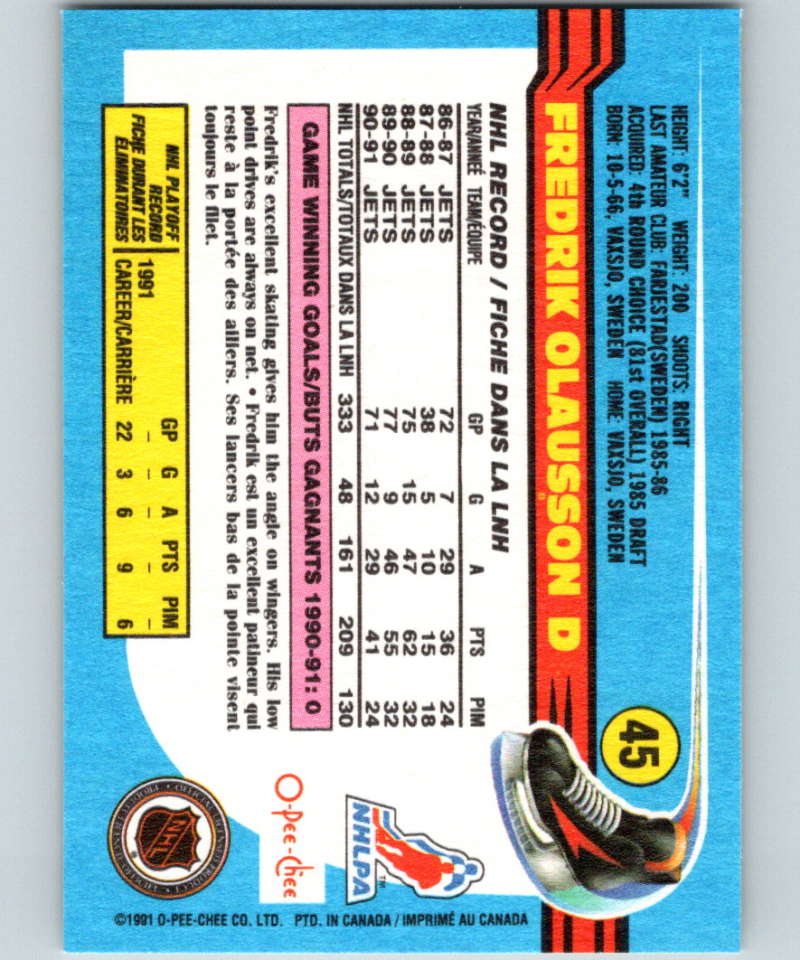 FREDRIK OLAUSSON D
45
HEIGHT: 6'2" WEIGHT: 200 SHOOTS: RIGHT
LAST AMATEUR CLUB: FARJESTAD(SWEDEN) 1985-86
ACQUIRED: 4th ROUND CHOICE (81st OVERALL) 1985 DRAFT
BORN: 10-5-66, VAXSJO, SWEDEN HOME: VAXSJO, SWEDEN
NHL RECORD / FICHE DANS LA LNH
YEAR/ANNÉE TEAM/ÉQUIPE GP G A PTS PIM
86-87 JETS 72 7 29 36 24
87-88 JETS 38 5 10 15 18
88-89 JETS 75 15 47 62 32
89-90 JETS 77 9 46 55 32
90-91 JETS 71 12 29 41 24
NHL TOTALS/TOTAUX DANS LA LNH 333 48 161 209 130
GAME WINNING GOALS/BUTS GAGNANTS 1990-91: 0
Fredrik's excellent skating gives him the angle on wingers. His low
point drives are always on net. • Fredrik est un excellent patineur qui
reste à la portée des ailiers. Ses lancers bas de la pointe visent
toujours le filet.
NHL PLAYOFF
RECORD
FICHE DURANT LES
ÉLIMINATOIRES
GP G A PTS PIM
1991 – – – – –
CAREER/CARRIÈRE 22 3 6 9 6
NHLPA™
O-Pee-Chee
NHL
©1991 O-PEE-CHEE CO. LTD. PTD. IN CANADA / IMPRIMÉ AU CANADA